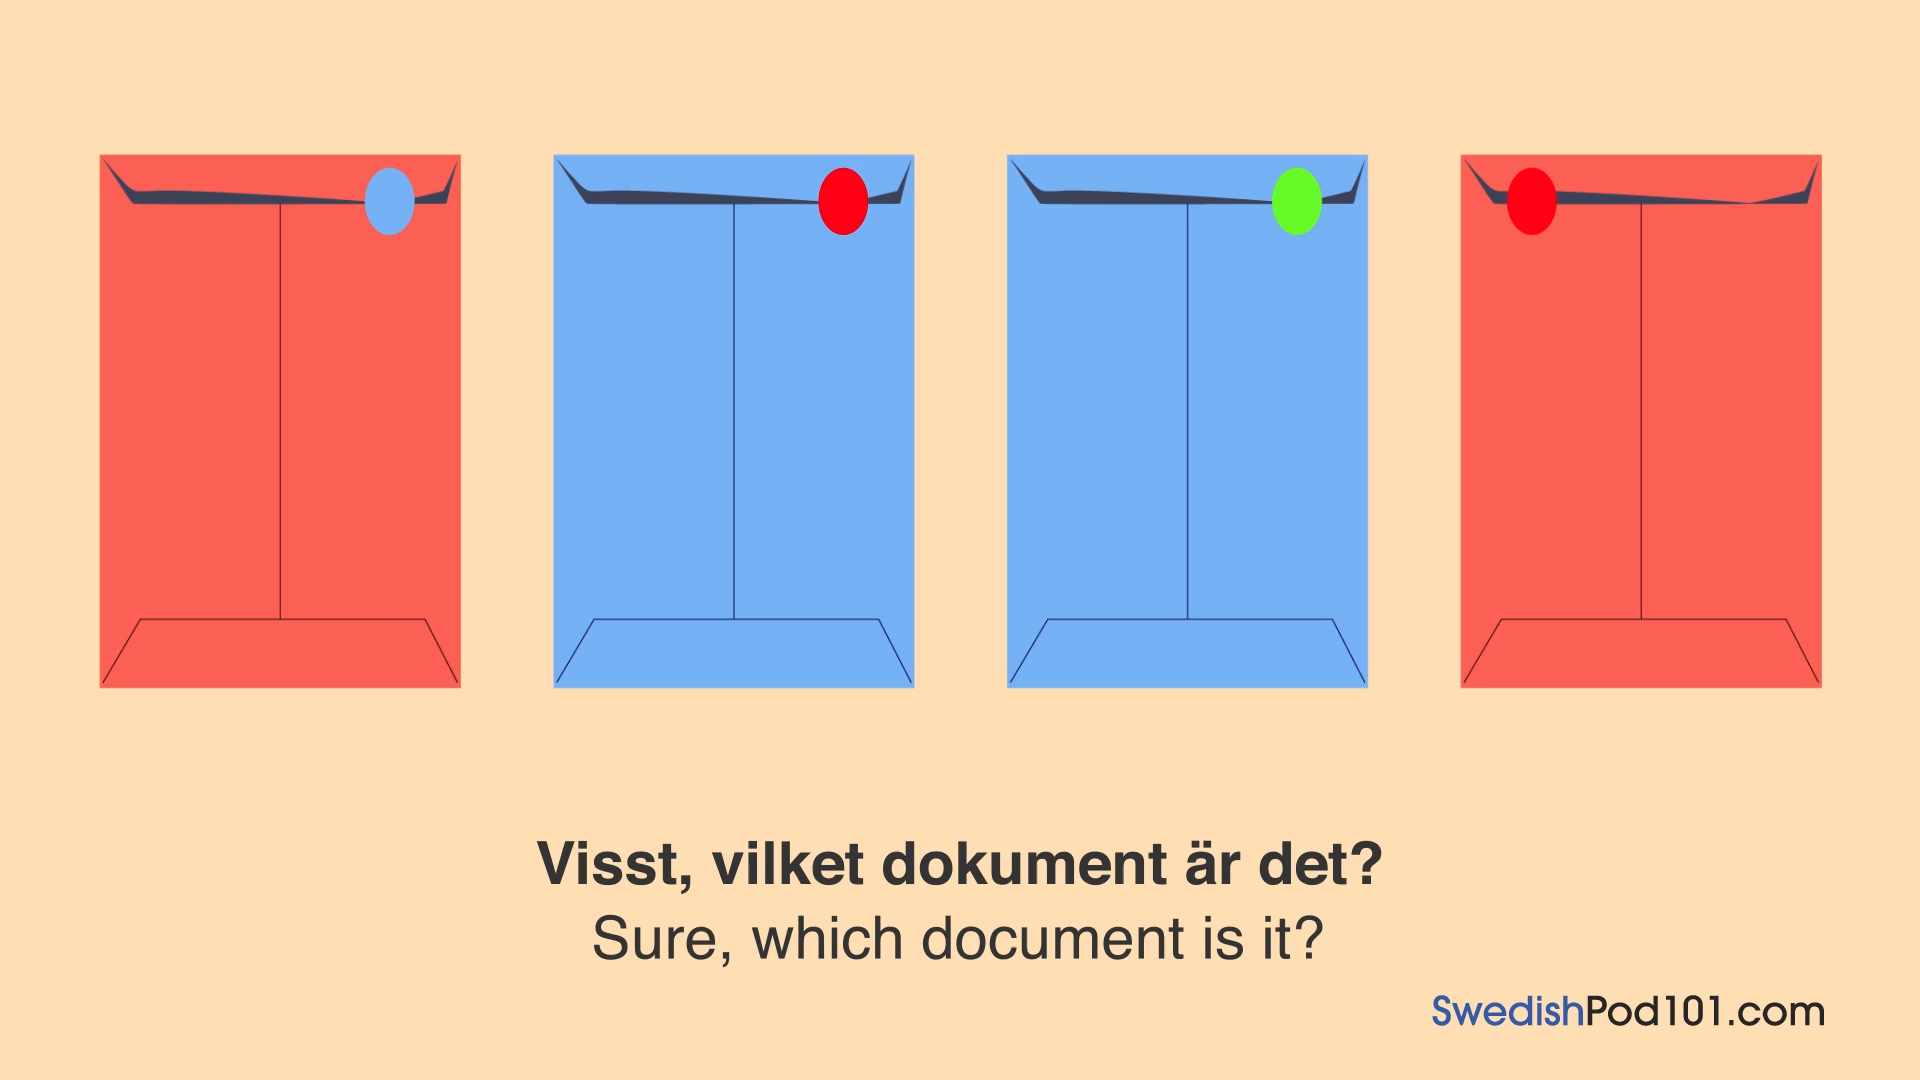 Visst, vilket dokument är det?
Sure, which document is it?
SwedishPod101.com